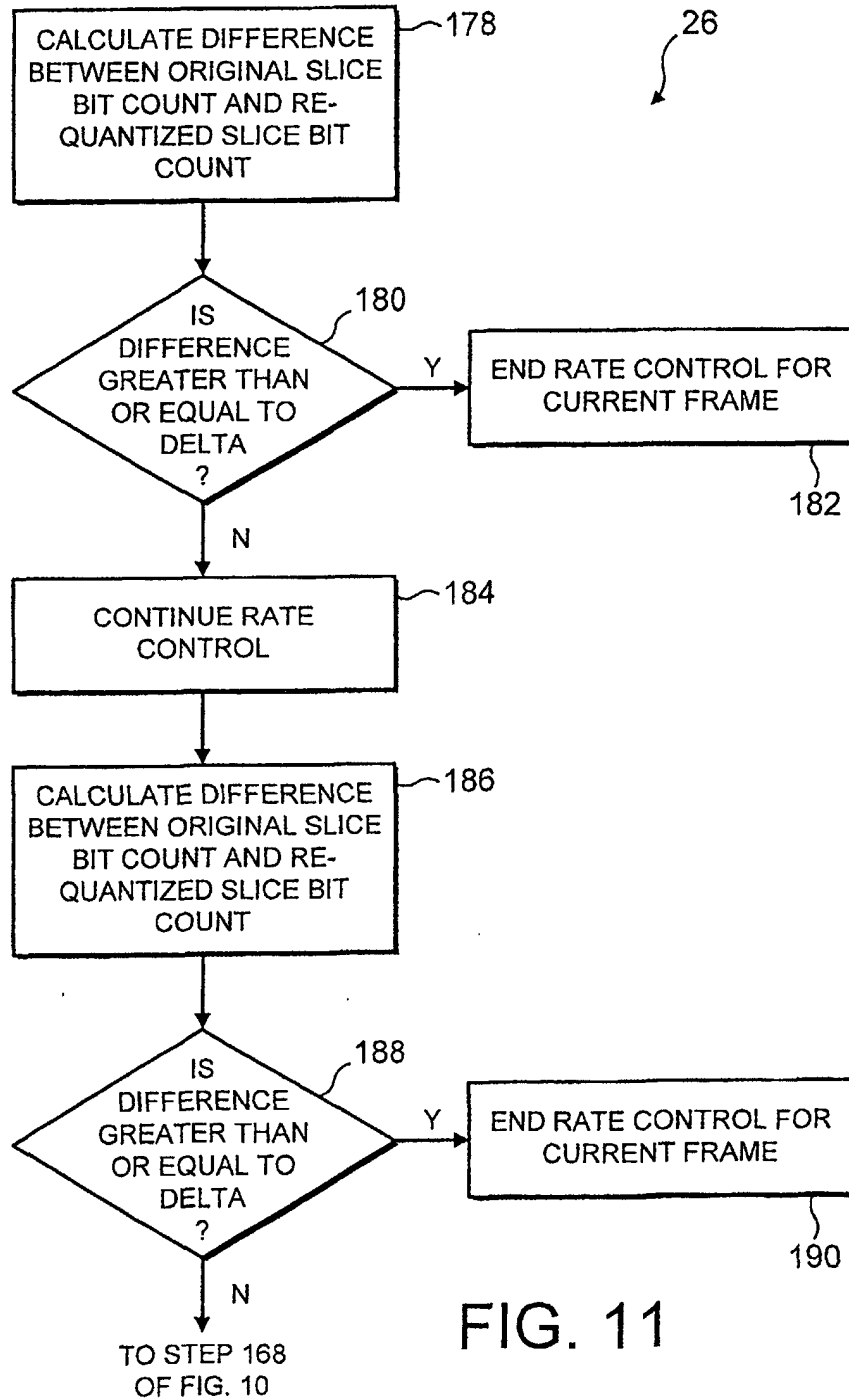 CALCULATE DIFFERENCE
BETWEEN ORIGINAL SLICE
BIT COUNT AND RE-
QUANTIZED SLICE BIT
COUNT
178
26
IS
DIFFERENCE
GREATER THAN
OR EQUAL TO
DELTA
?
180
Y
END RATE CONTROL FOR
CURRENT FRAME
182
N
CONTINUE RATE
CONTROL
184
CALCULATE DIFFERENCE
BETWEEN ORIGINAL SLICE
BIT COUNT AND RE-
QUANTIZED SLICE BIT
COUNT
186
IS
DIFFERENCE
GREATER THAN
OR EQUAL TO
DELTA
?
188
Y
END RATE CONTROL FOR
CURRENT FRAME
190
N
TO STEP 168
OF FIG. 10
FIG. 11